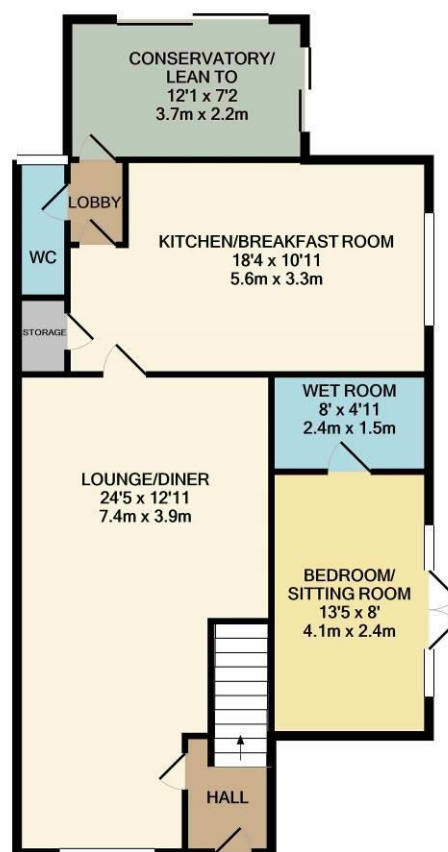 CONSERVATORY/
LEAN TO
12'1 x 7'2
3.7m x 2.2m
LOBBY
WC
KITCHEN/BREAKFAST ROOM
18'4 x 10'11
5.6m x 3.3m
STORAGE
WET ROOM
8' x 4'11
2.4m x 1.5m
LOUNGE/DINER
24'5 x 12'11
7.4m x 3.9m
BEDROOM/
SITTING ROOM
13'5 x 8'
4.1m x 2.4m
HALL